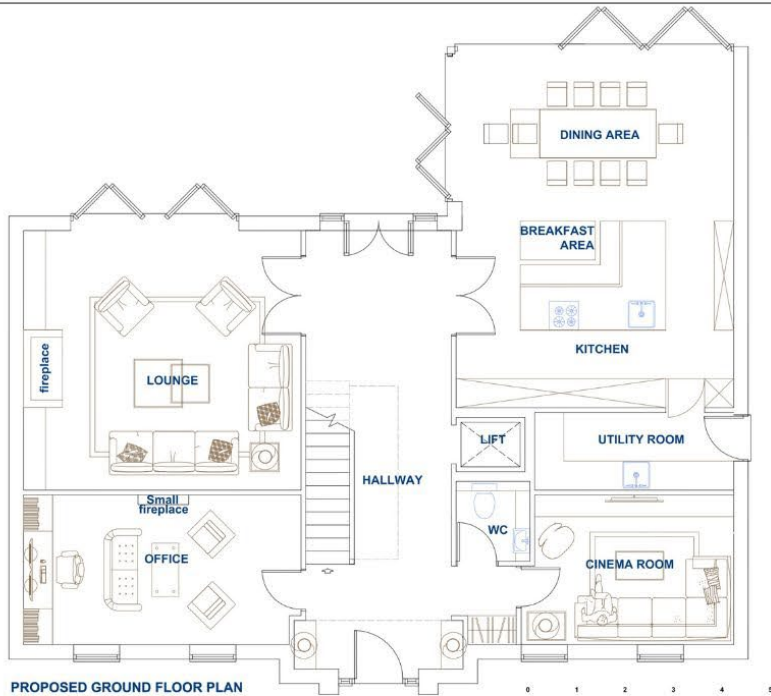 DINING AREA
BREAKFAST
AREA
KITCHEN
fireplace
LOUNGE
LIFT
UTILITY ROOM
HALLWAY
Small
fireplace
WC
OFFICE
CINEMA ROOM
PROPOSED GROUND FLOOR PLAN
0 1 2 3 4 5